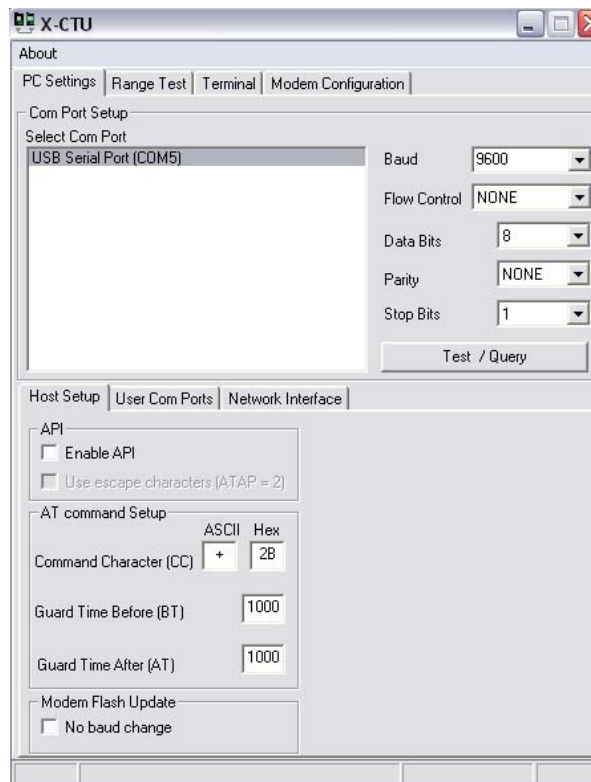 X-CTU
About
PC Settings Range Test Terminal Modem Configuration
Com Port Setup
Select Com Port
USB Serial Port (COM5)
Baud 9600
Flow Control NONE
Data Bits 8
Parity NONE
Stop Bits 1
Test / Query
Host Setup User Com Ports Network Interface
API
Enable API
Use escape characters (ATAP = 2)
AT command Setup
ASCII Hex
Command Character (CC) + 2B
Guard Time Before (BT) 1000
Guard Time After (AT) 1000
Modem Flash Update
No baud change